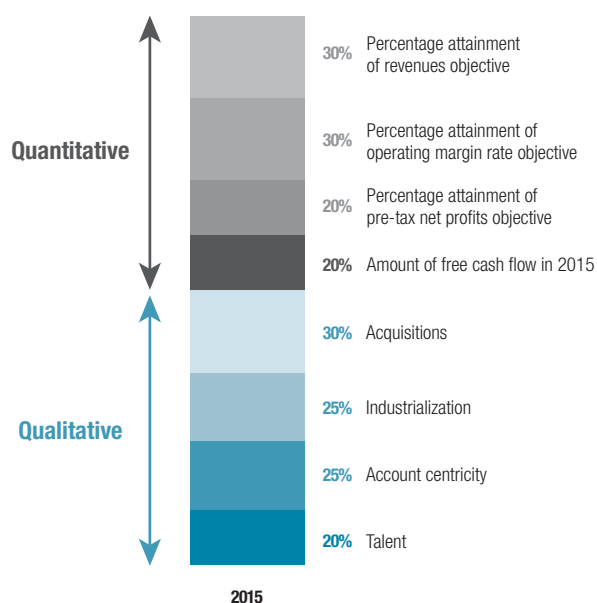 30% Percentage attainment
of revenues objective
Quantitative
30% Percentage attainment of
operating margin rate objective
20% Percentage attainment of
pre-tax net profits objective
20% Amount of free cash flow in 2015
30% Acquisitions
Qualitative
25% Industrialization
25% Account centricity
20% Talent
2015